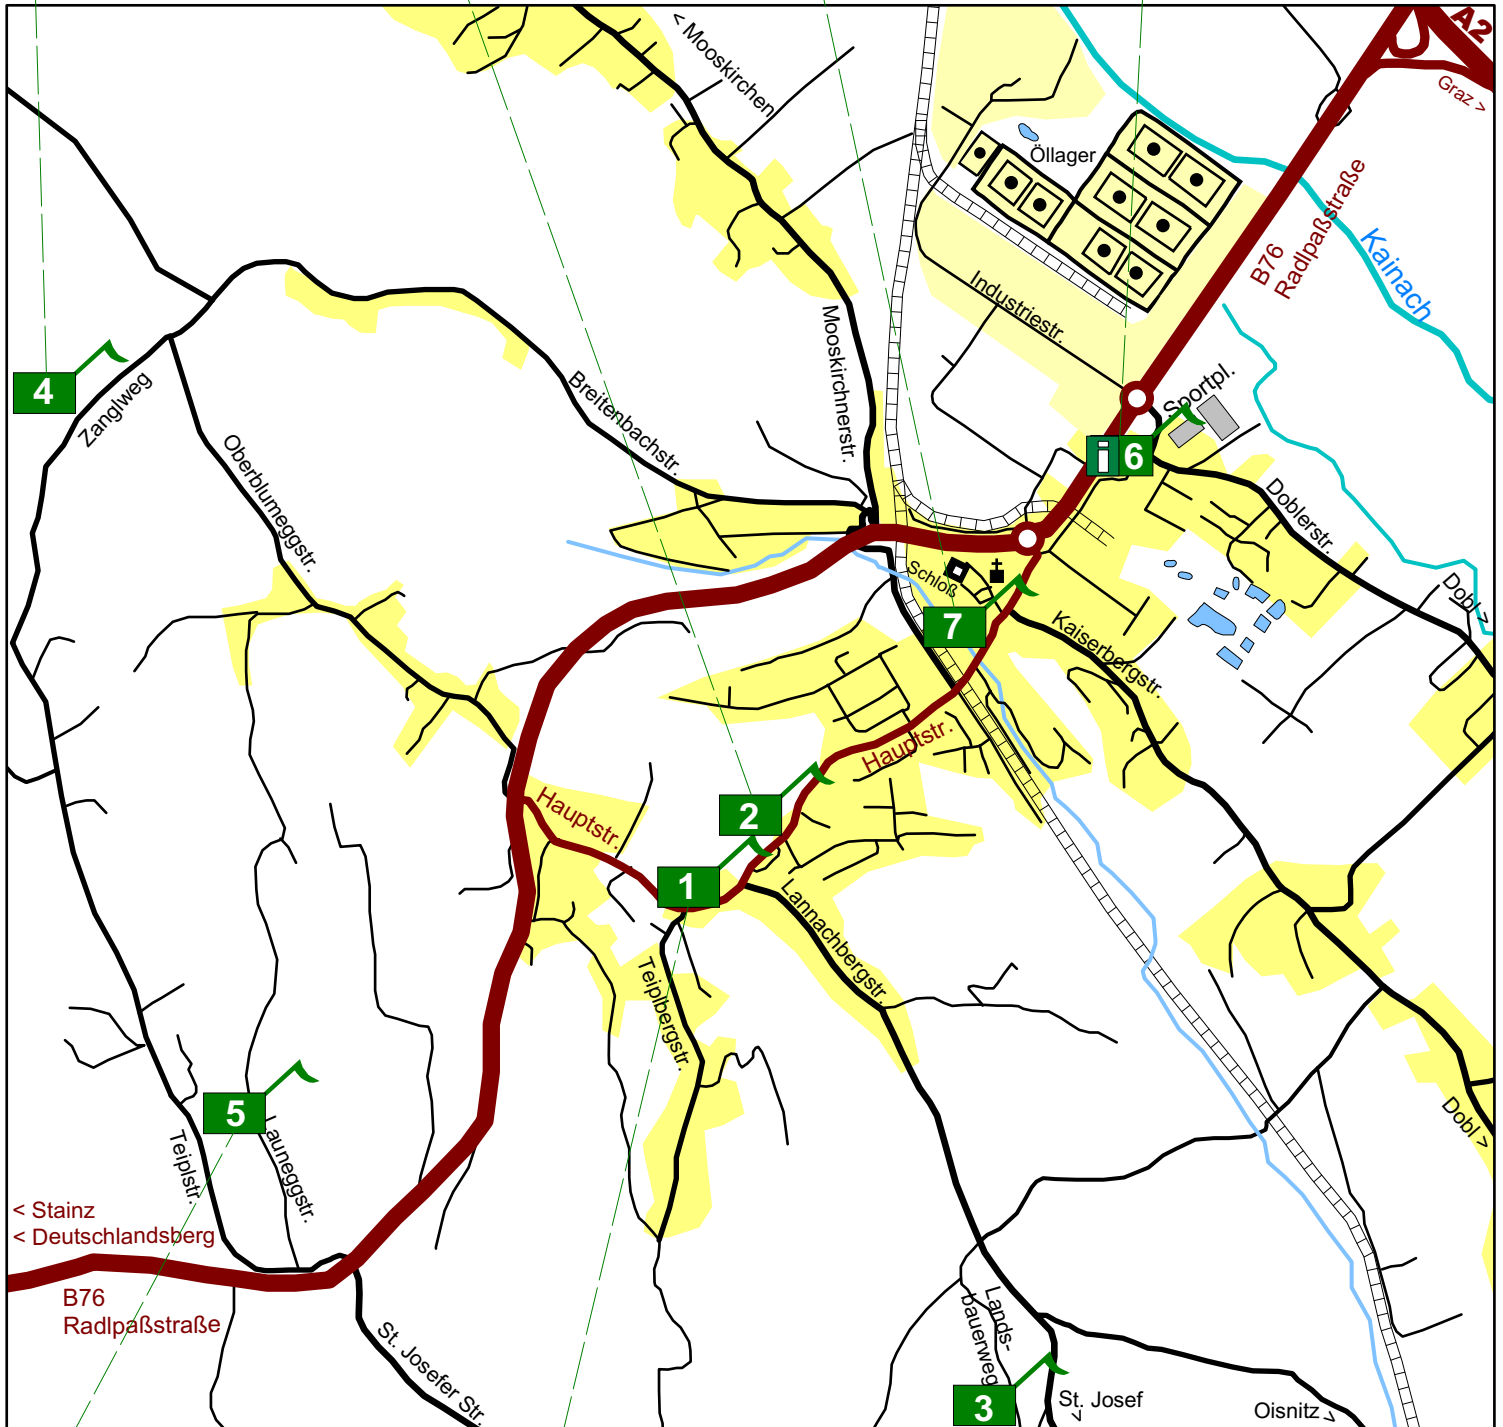 A2
< Mooskirchen
Graz >
Öllager
B76
Radlpaßstraße
Kainach
Industriestr.
Mooskirchnerstr.
Sportpl.
4
Zanglweg
Breitenbachstr.
Oberblumeggstr.
i
6
Doblerstr.
Schloß
Dobl >
7
Kaiserbergstr.
Hauptstr.
2
Hauptstr.
1
Lannachbergstr.
Teiplbergstr.
5
Launeggstr.
Teiplstr.
Dobl >
< Stainz
< Deutschlandsberg
B76
Radlpaßstraße
St. Josefer Str.
Lands-
bauerweg
3
St. Josef
>
Oisnitz >